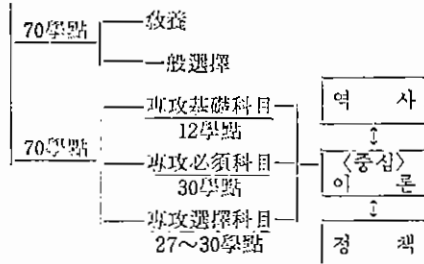 70學點
敎養
一般選擇
70學點
專攻基礎科目
12學點
專攻必須科目
30學點
專攻選擇科目
27～30學點
역 사
↕
〈중심〉
이 론
↕
정 책